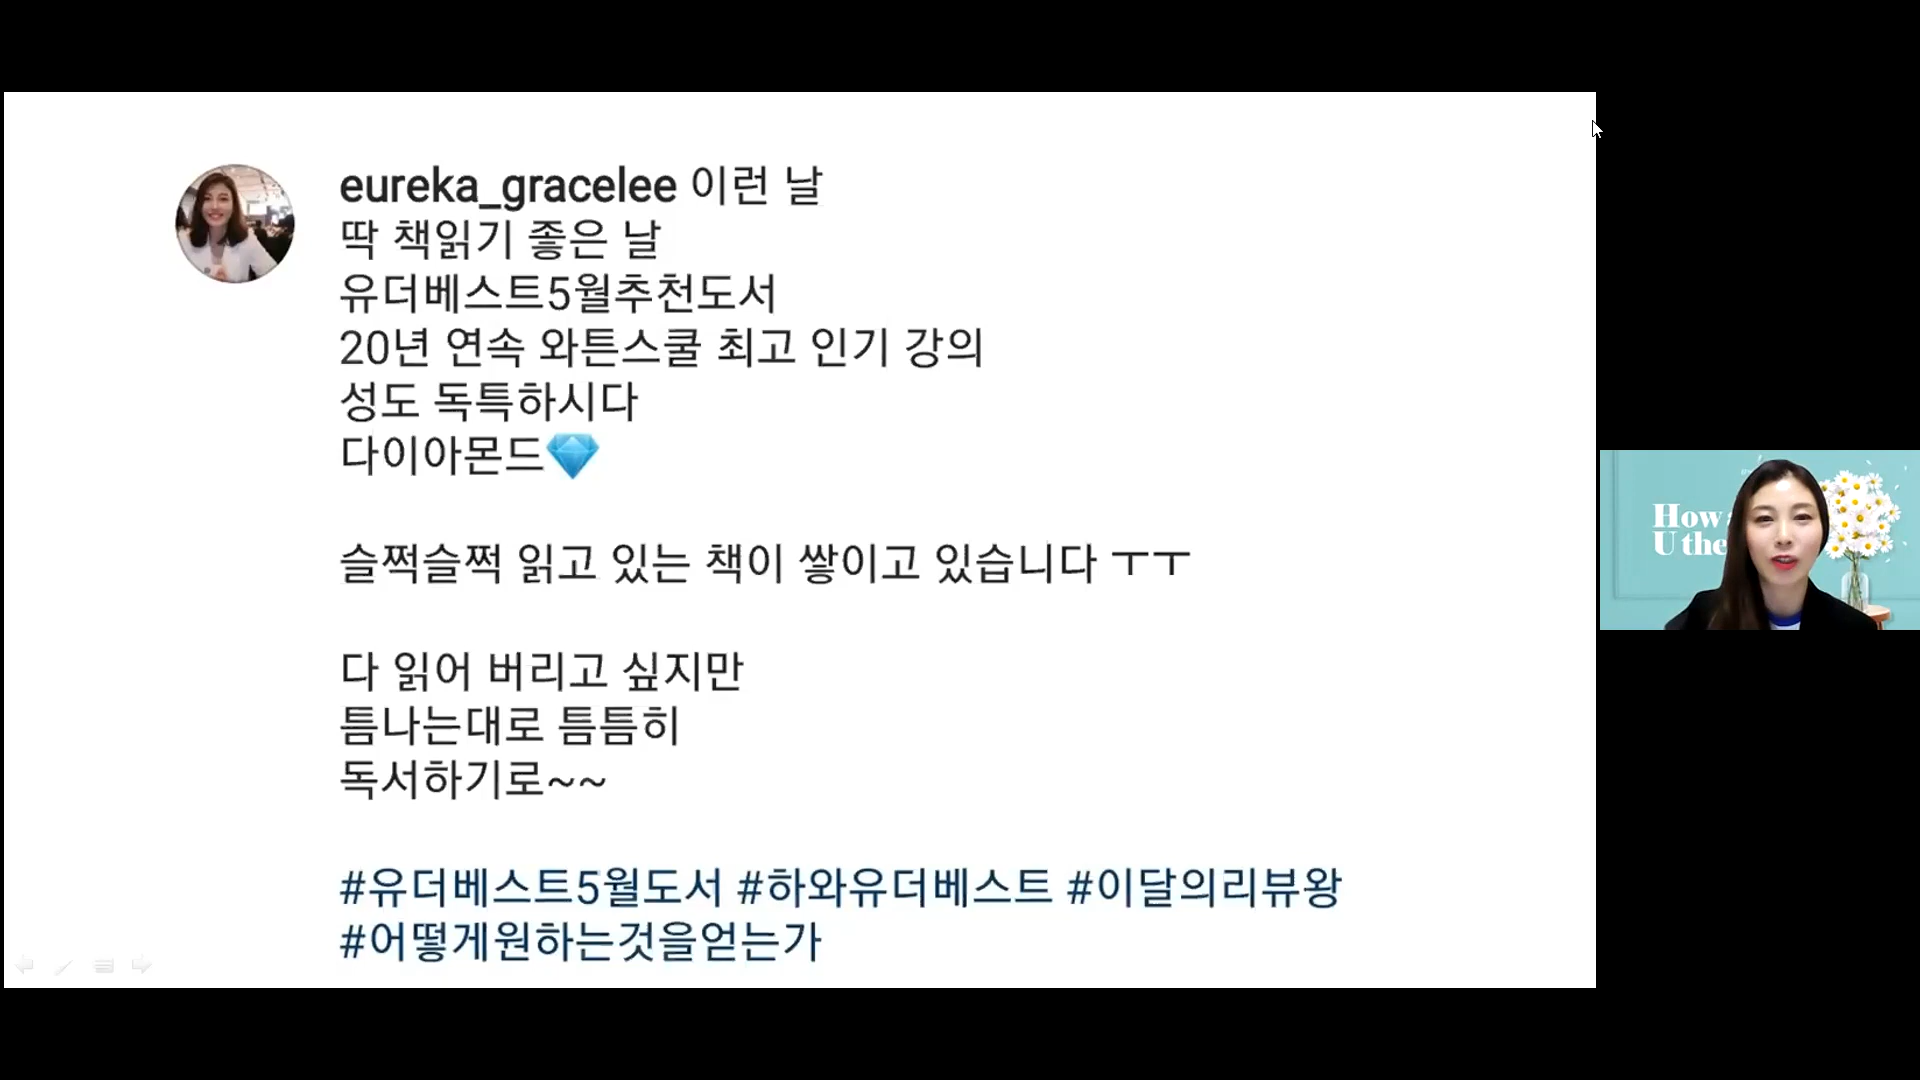 eureka_gracelee 이런 날
딱 책읽기 좋은 날
유더베스트5월추천도서
20년 연속 와튼스쿨 최고 인기 강의
성도 독특하시다
다이아몬드💎
슬쩍슬쩍 읽고 있는 책이 쌓이고 있습니다 ㅜㅜ
다 읽어 버리고 싶지만
틈나는대로 틈틈히
독서하기로~~
#유더베스트5월도서 #하와유더베스트 #이달의리뷰왕
#어떻게원하는것을얻는가
How
U the